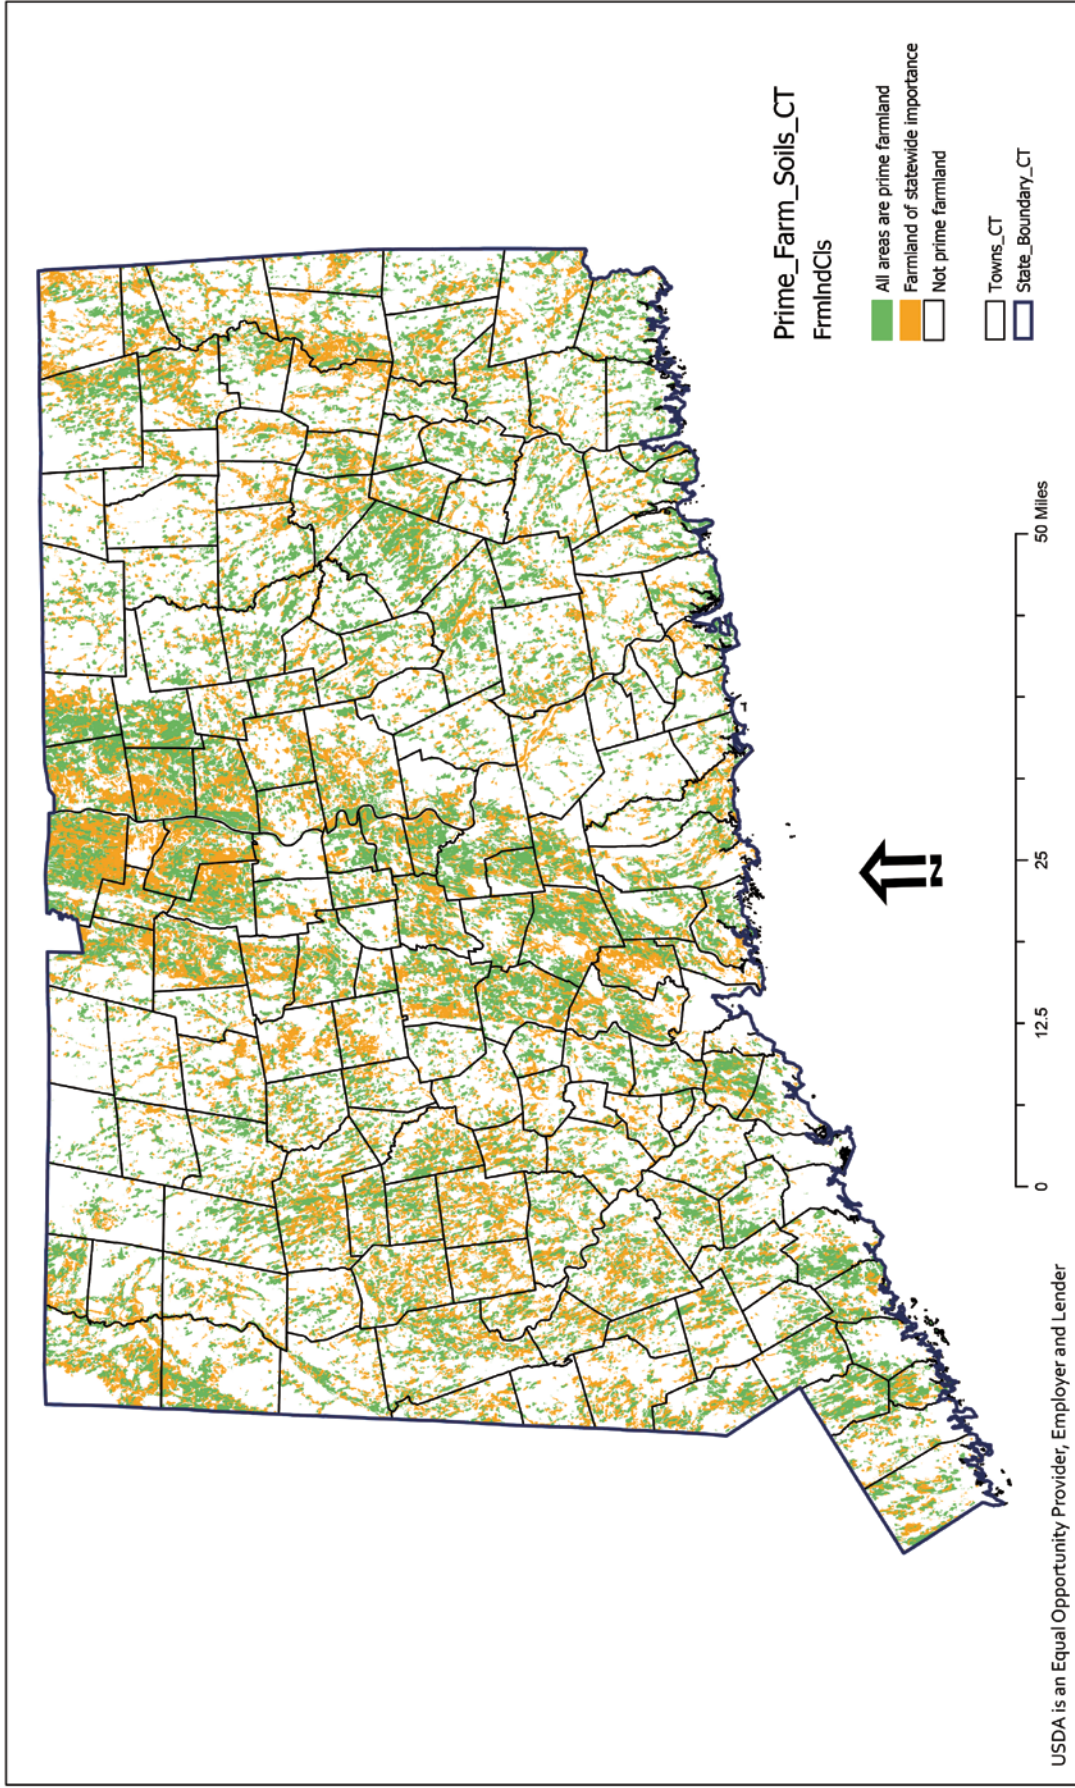 Prime_Farm_Soils_CT
FrmlndCls
All areas are prime farmland
Farmland of statewide importance
Not prime farmland
Towns_CT
State_Boundary_CT
N
0
12.5
25
50 Miles
USDA is an Equal Opportunity Provider, Employer and Lender